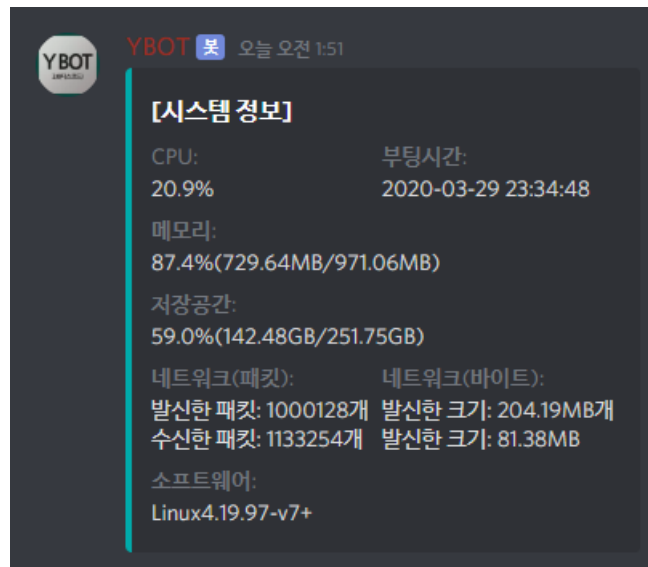 YBOT
YBOT 봇 오늘 오전 1:51
[시스템 정보]
CPU: 부팅시간:
20.9% 2020-03-29 23:34:48
메모리:
87.4%(729.64MB/971.06MB)
저장공간:
59.0%(142.48GB/251.75GB)
네트워크(패킷): 네트워크(바이트):
발신한 패킷: 1000128개 발신한 크기: 204.19MB개
수신한 패킷: 1133254개 발신한 크기: 81.38MB
소프트웨어:
Linux4.19.97-v7+